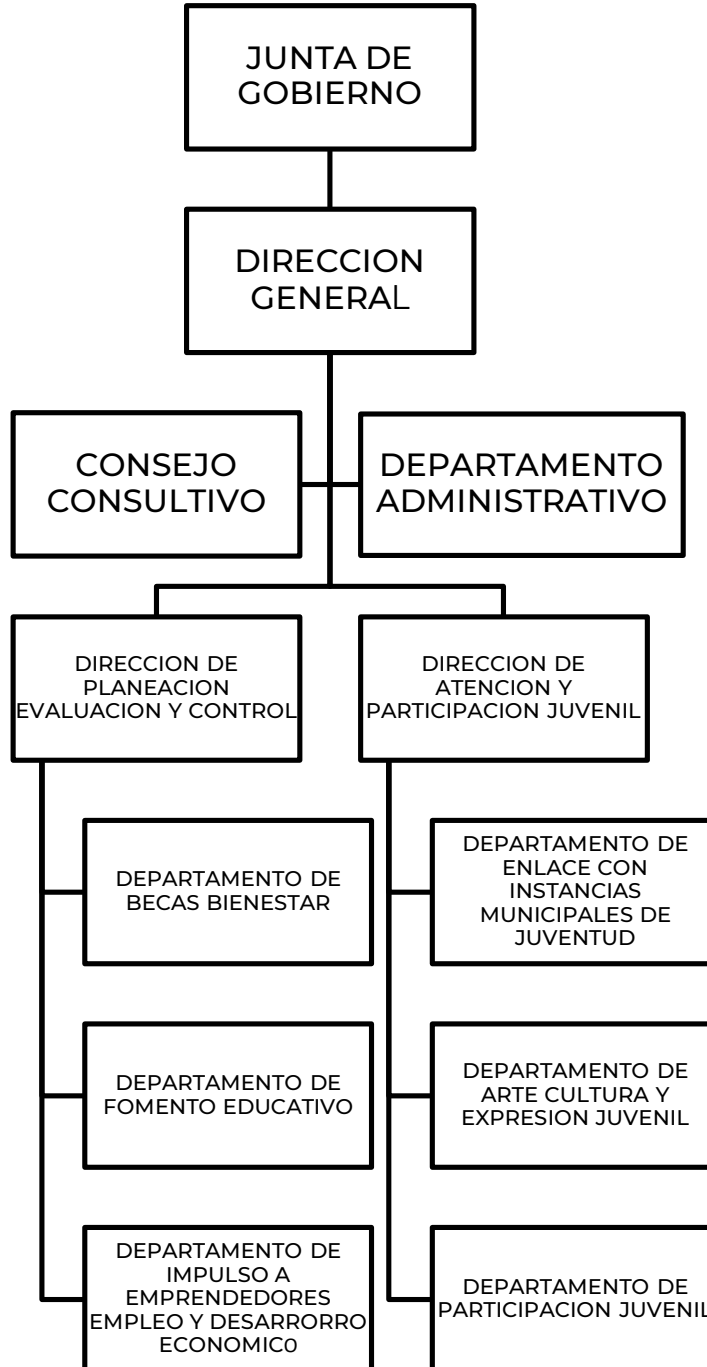 JUNTA DE
GOBIERNO
DIRECCION
GENERAL
CONSEJO
CONSULTIVO
DEPARTAMENTO
ADMINISTRATIVO
DIRECCION DE
PLANEACION
EVALUACION Y CONTROL
DIRECCION DE
ATENCION Y
PARTICIPACION JUVENIL
DEPARTAMENTO DE
BECAS BIENESTAR
DEPARTAMENTO DE
ENLACE CON
INSTANCIAS
MUNICIPALES DE
JUVENTUD
DEPARTAMENTO DE
FOMENTO EDUCATIVO
DEPARTAMENTO DE
ARTE CULTURA Y
EXPRESION JUVENIL
DEPARTAMENTO DE
IMPULSO A
EMPRENDEDORES
EMPLEO Y DESARRORRO
ECONOMICO
DEPARTAMENTO DE
PARTICIPACION JUVENIL